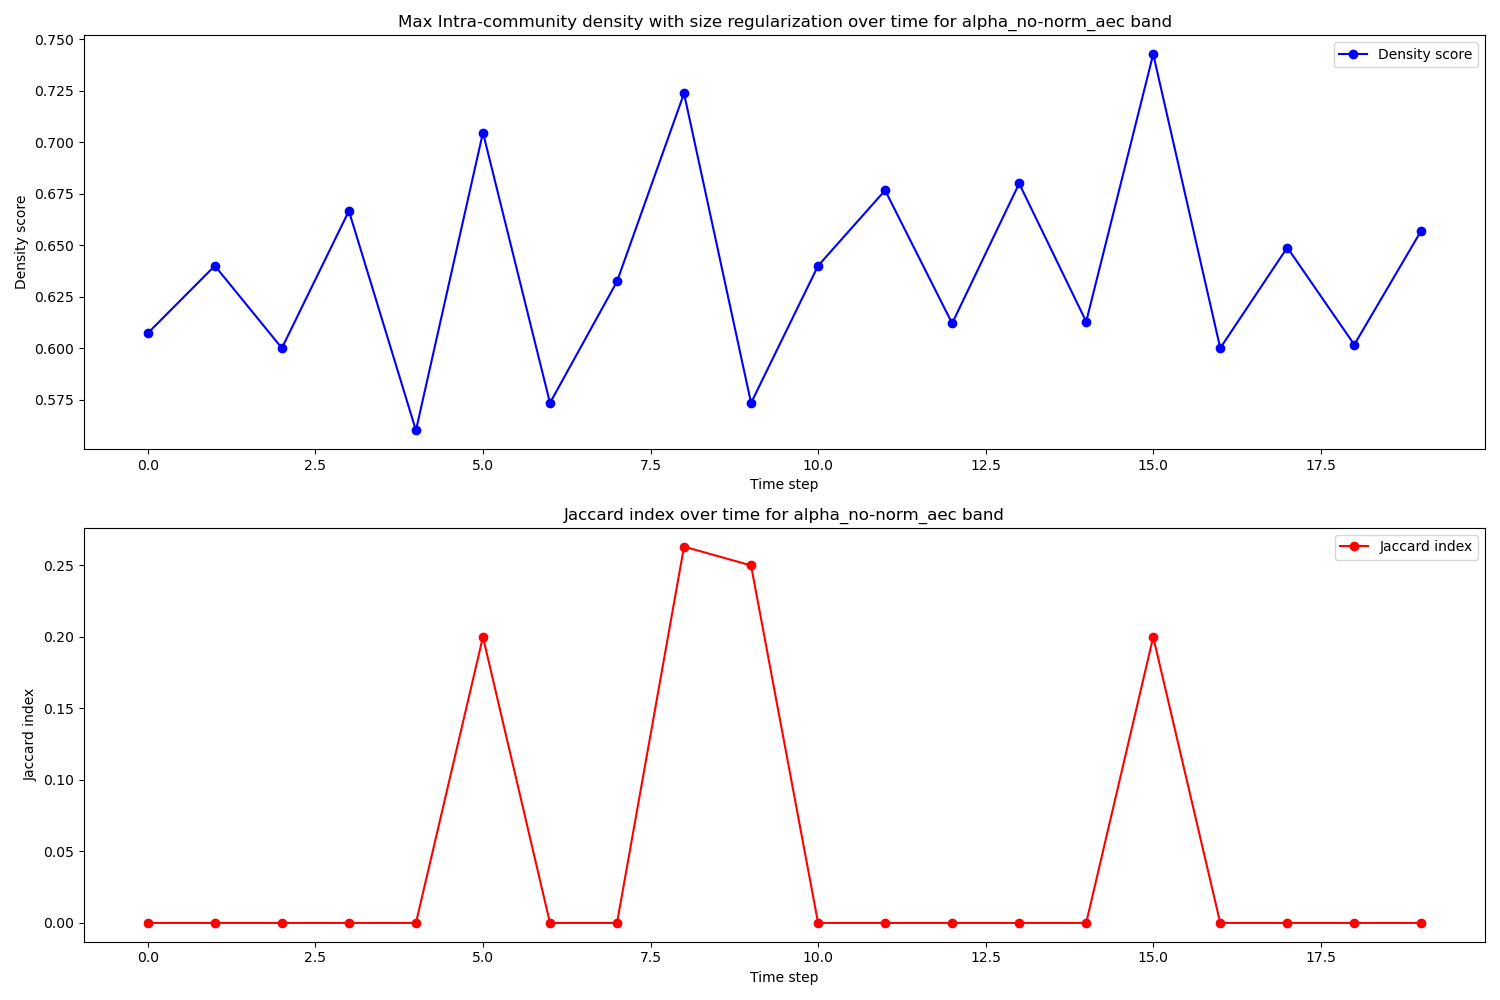 Max Intra-community density with size regularization over time for alpha_no-norm_aec band
0.750
0.725
0.700
0.675
0.650
0.625
0.600
0.575
Density score
Density score
0.0 2.5 5.0 7.5 10.0 12.5 15.0 17.5
Time step
Jaccard index over time for alpha_no-norm_aec band
0.25
0.20
0.15
0.10
0.05
0.00
Jaccard index
Jaccard index
0.0 2.5 5.0 7.5 10.0 12.5 15.0 17.5
Time step